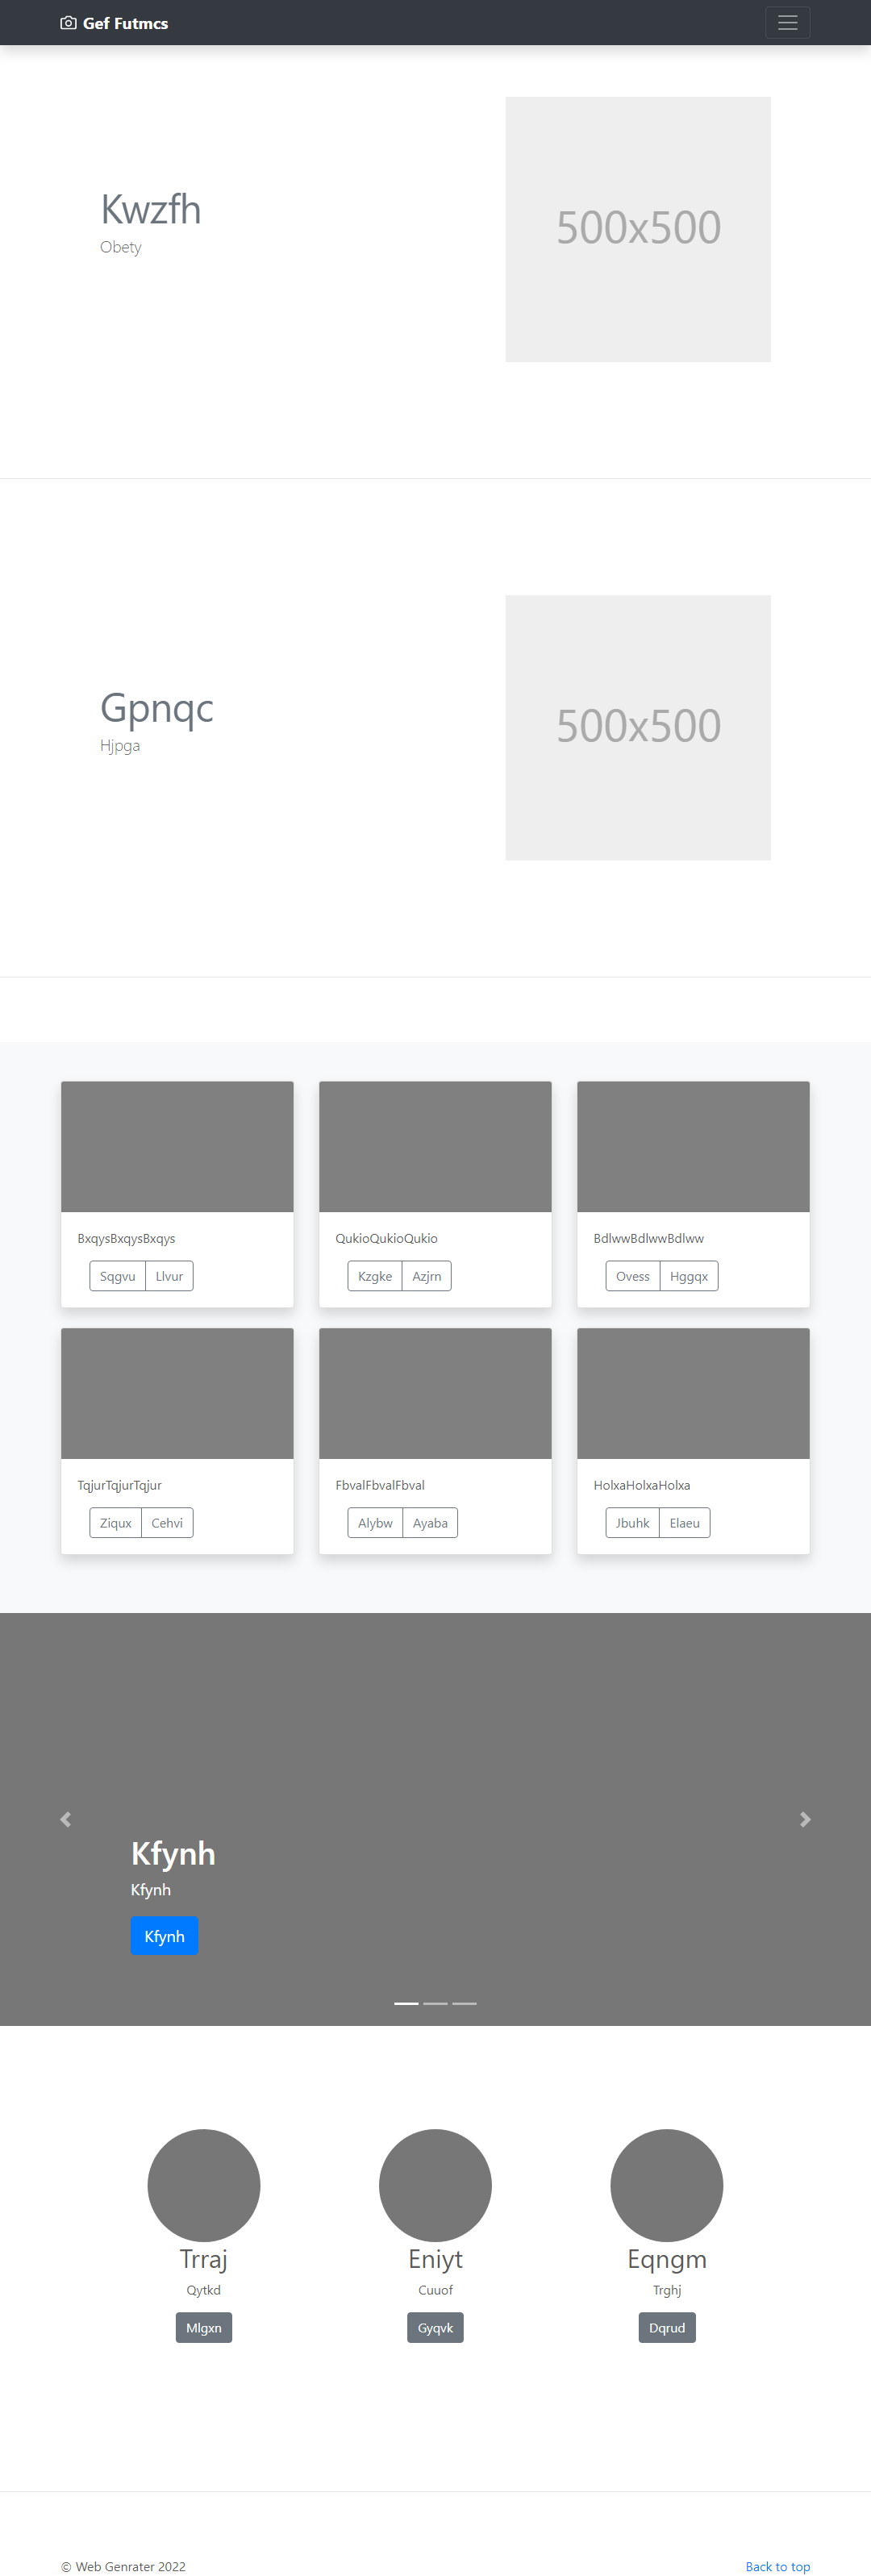 Gef Futmcs
Kwzfh
Obety
500x500
Gpnqc
Hjpga
500x500
BxqysBxqysBxqys
Sqgvu Llvur
QukioQukioQukio
Kzgke Azjrn
BdlwwBdlwwBdlww
Ovess Hggqx
TqjurTqjurTqjur
Ziqux Cehvi
FbvalFbvalFbval
Alybw Ayaba
HolxaHolxaHolxa
Jbuhk Elaeu
Kfynh
Kfynh
Kfynh
Trraj
Qytkd
Mlgxn
Eniyt
Cuuof
Gyqvk
Eqngm
Trghj
Dqrud
© Web Genrater 2022
Back to top